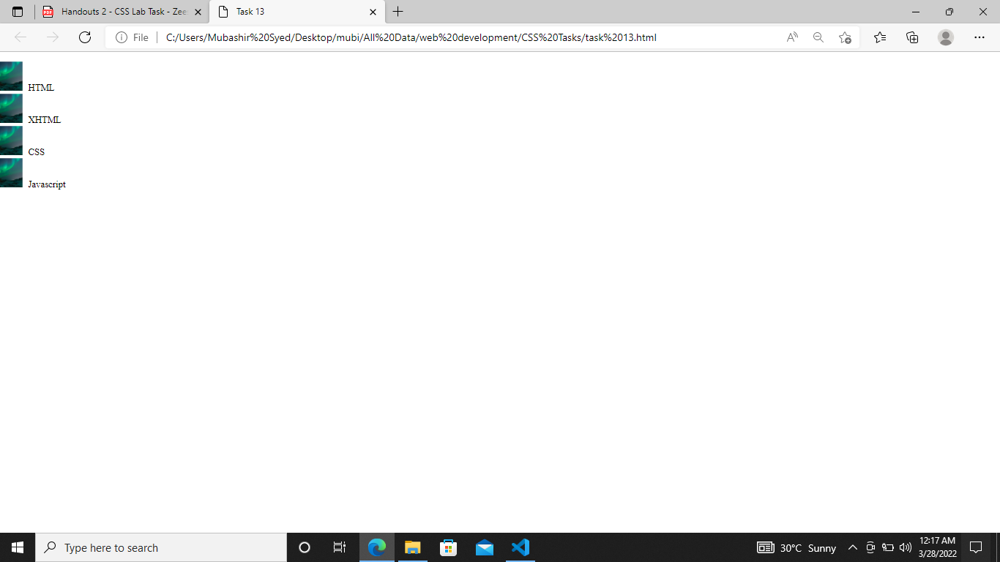 Handouts 2 - CSS Lab Task - Zee
Task 13
File
C:/Users/Mubashir%20Syed/Desktop/mubi/All%20Data/web%20development/CSS%20Tasks/task%2013.html
HTML
XHTML
CSS
Javascript
Type here to search
30°C Sunny
12:17 AM
3/28/2022